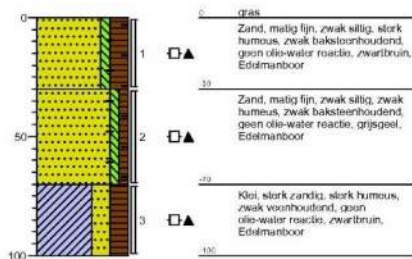 0
50
100
1
2
3
0
gras
Zand, matig fijn, zwak siltig, sterk
humeus, zwak baksteenhoudend,
geen olie-water reactie, zwartbruin,
Edelmanboor
-30
Zand, matig fijn, zwak siltig, zwak
humeus, zwak baksteenhoudend,
geen olie-water reactie, grijsgeel,
Edelmanboor
-70
Klei, sterk zandig, sterk humeus,
zwak veenhoudend, geen
olie-water reactie, zwartbruin,
Edelmanboor
-100